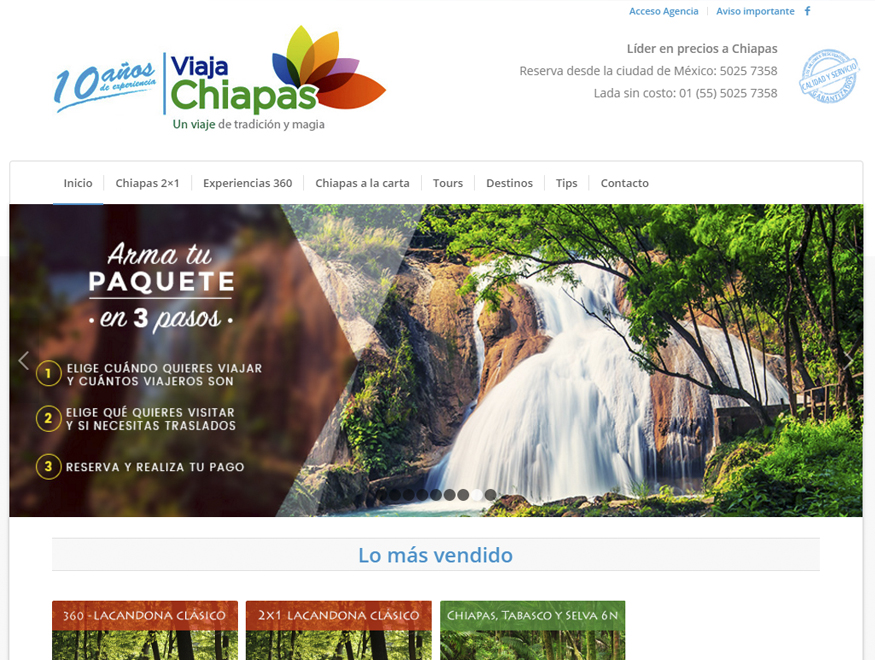 Acceso Agencia
Aviso importante
10 años
de experiencia
Viaja
Chiapas
Un viaje de tradición y magia
Líder en precios a Chiapas
Reserva desde la ciudad de México: 5025 7358
Lada sin costo: 01 (55) 5025 7358
CALIDAD Y SERVICIO
GARANTIZADOS
Inicio
Chiapas 2×1
Experiencias 360
Chiapas a la carta
Tours
Destinos
Tips
Contacto
Arma tu
PAQUETE
• en 3 pasos •
1 ELIGE CUÁNDO QUIERES VIAJAR
Y CUÁNTOS VIAJEROS SON
2 ELIGE QUÉ QUIERES VISITAR
Y SI NECESITAS TRASLADOS
3 RESERVA Y REALIZA TU PAGO
Lo más vendido
360 - LACANDONA CLÁSICO
2X1 LACANDONA CLÁSICO
CHIAPAS, TABASCO Y SELVA 6N